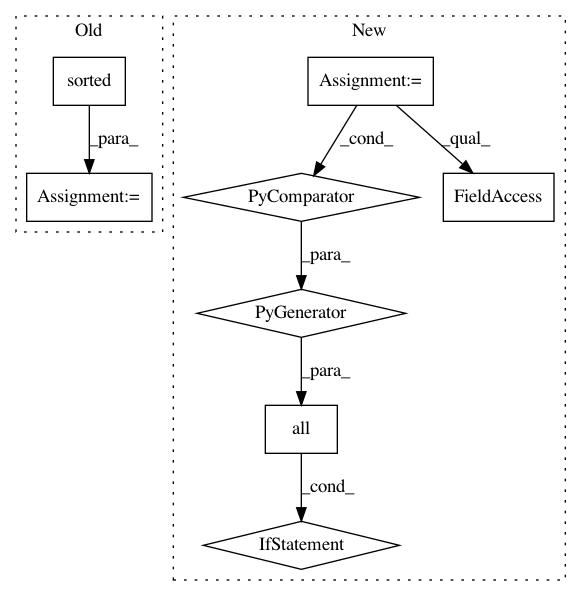 Old
New
sorted
Assignment:=
_para_
_cond_
_qual_
Assignment:=
PyComparator
FieldAccess
_para_
PyGenerator
_para_
all
_cond_
IfStatement